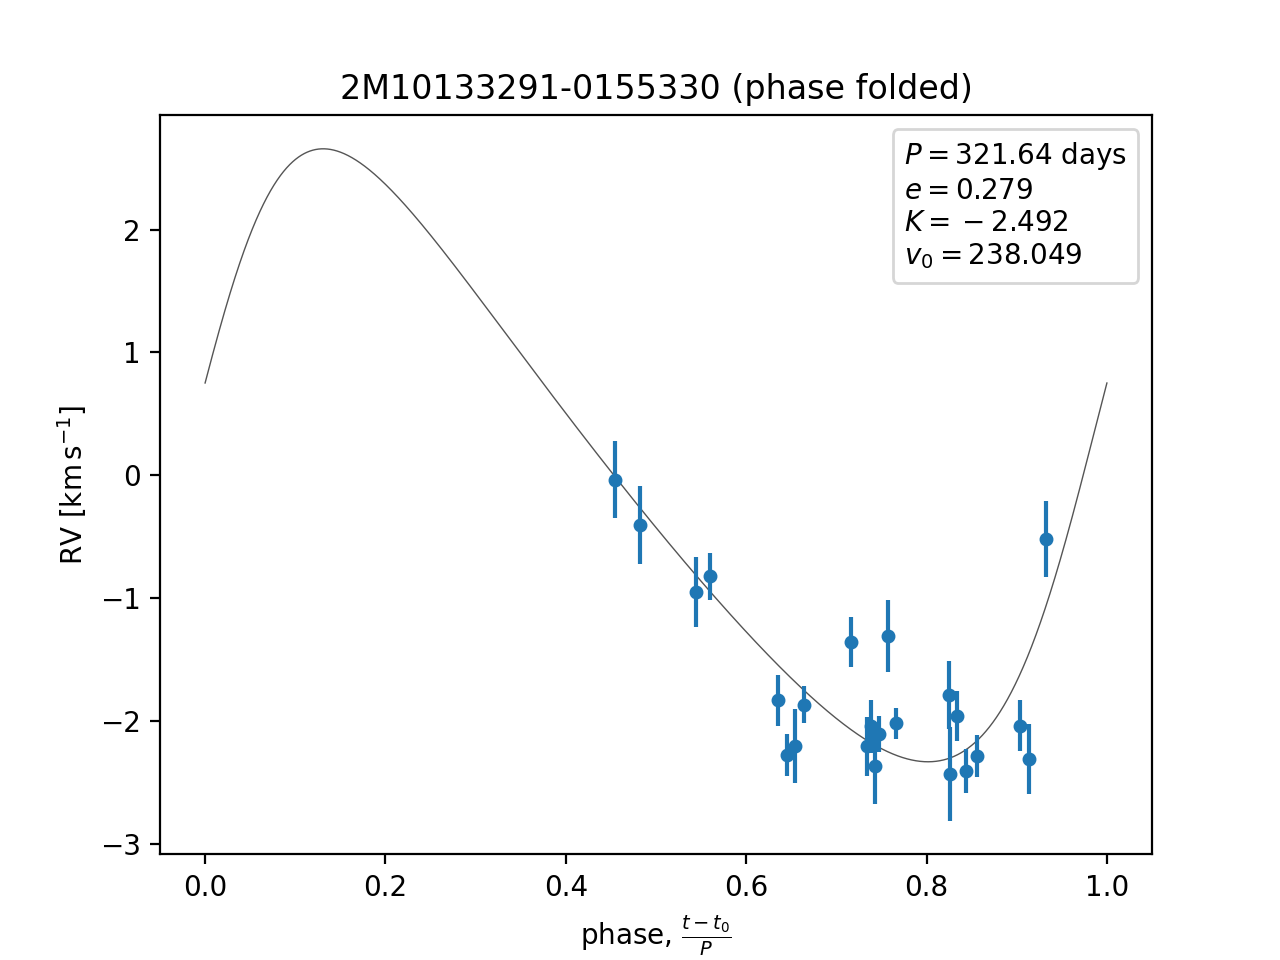 2M10133291-0155330 (phase folded)
P = 321.64 days
e = 0.279
K = −2.492
v₀ = 238.049
RV [km s⁻¹]
2
1
0
−1
−2
−3
0.0 0.2 0.4 0.6 0.8 1.0
phase, (t − t₀)/P